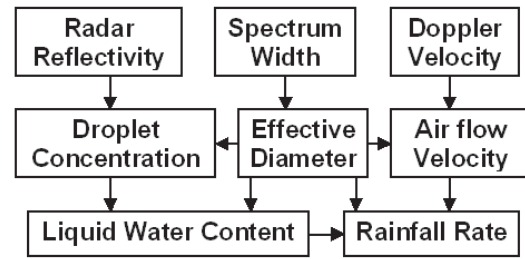 Radar
Reflectivity
Spectrum
Width
Doppler
Velocity
Droplet
Concentration
Effective
Diameter
Air flow
Velocity
Liquid Water Content
Rainfall Rate